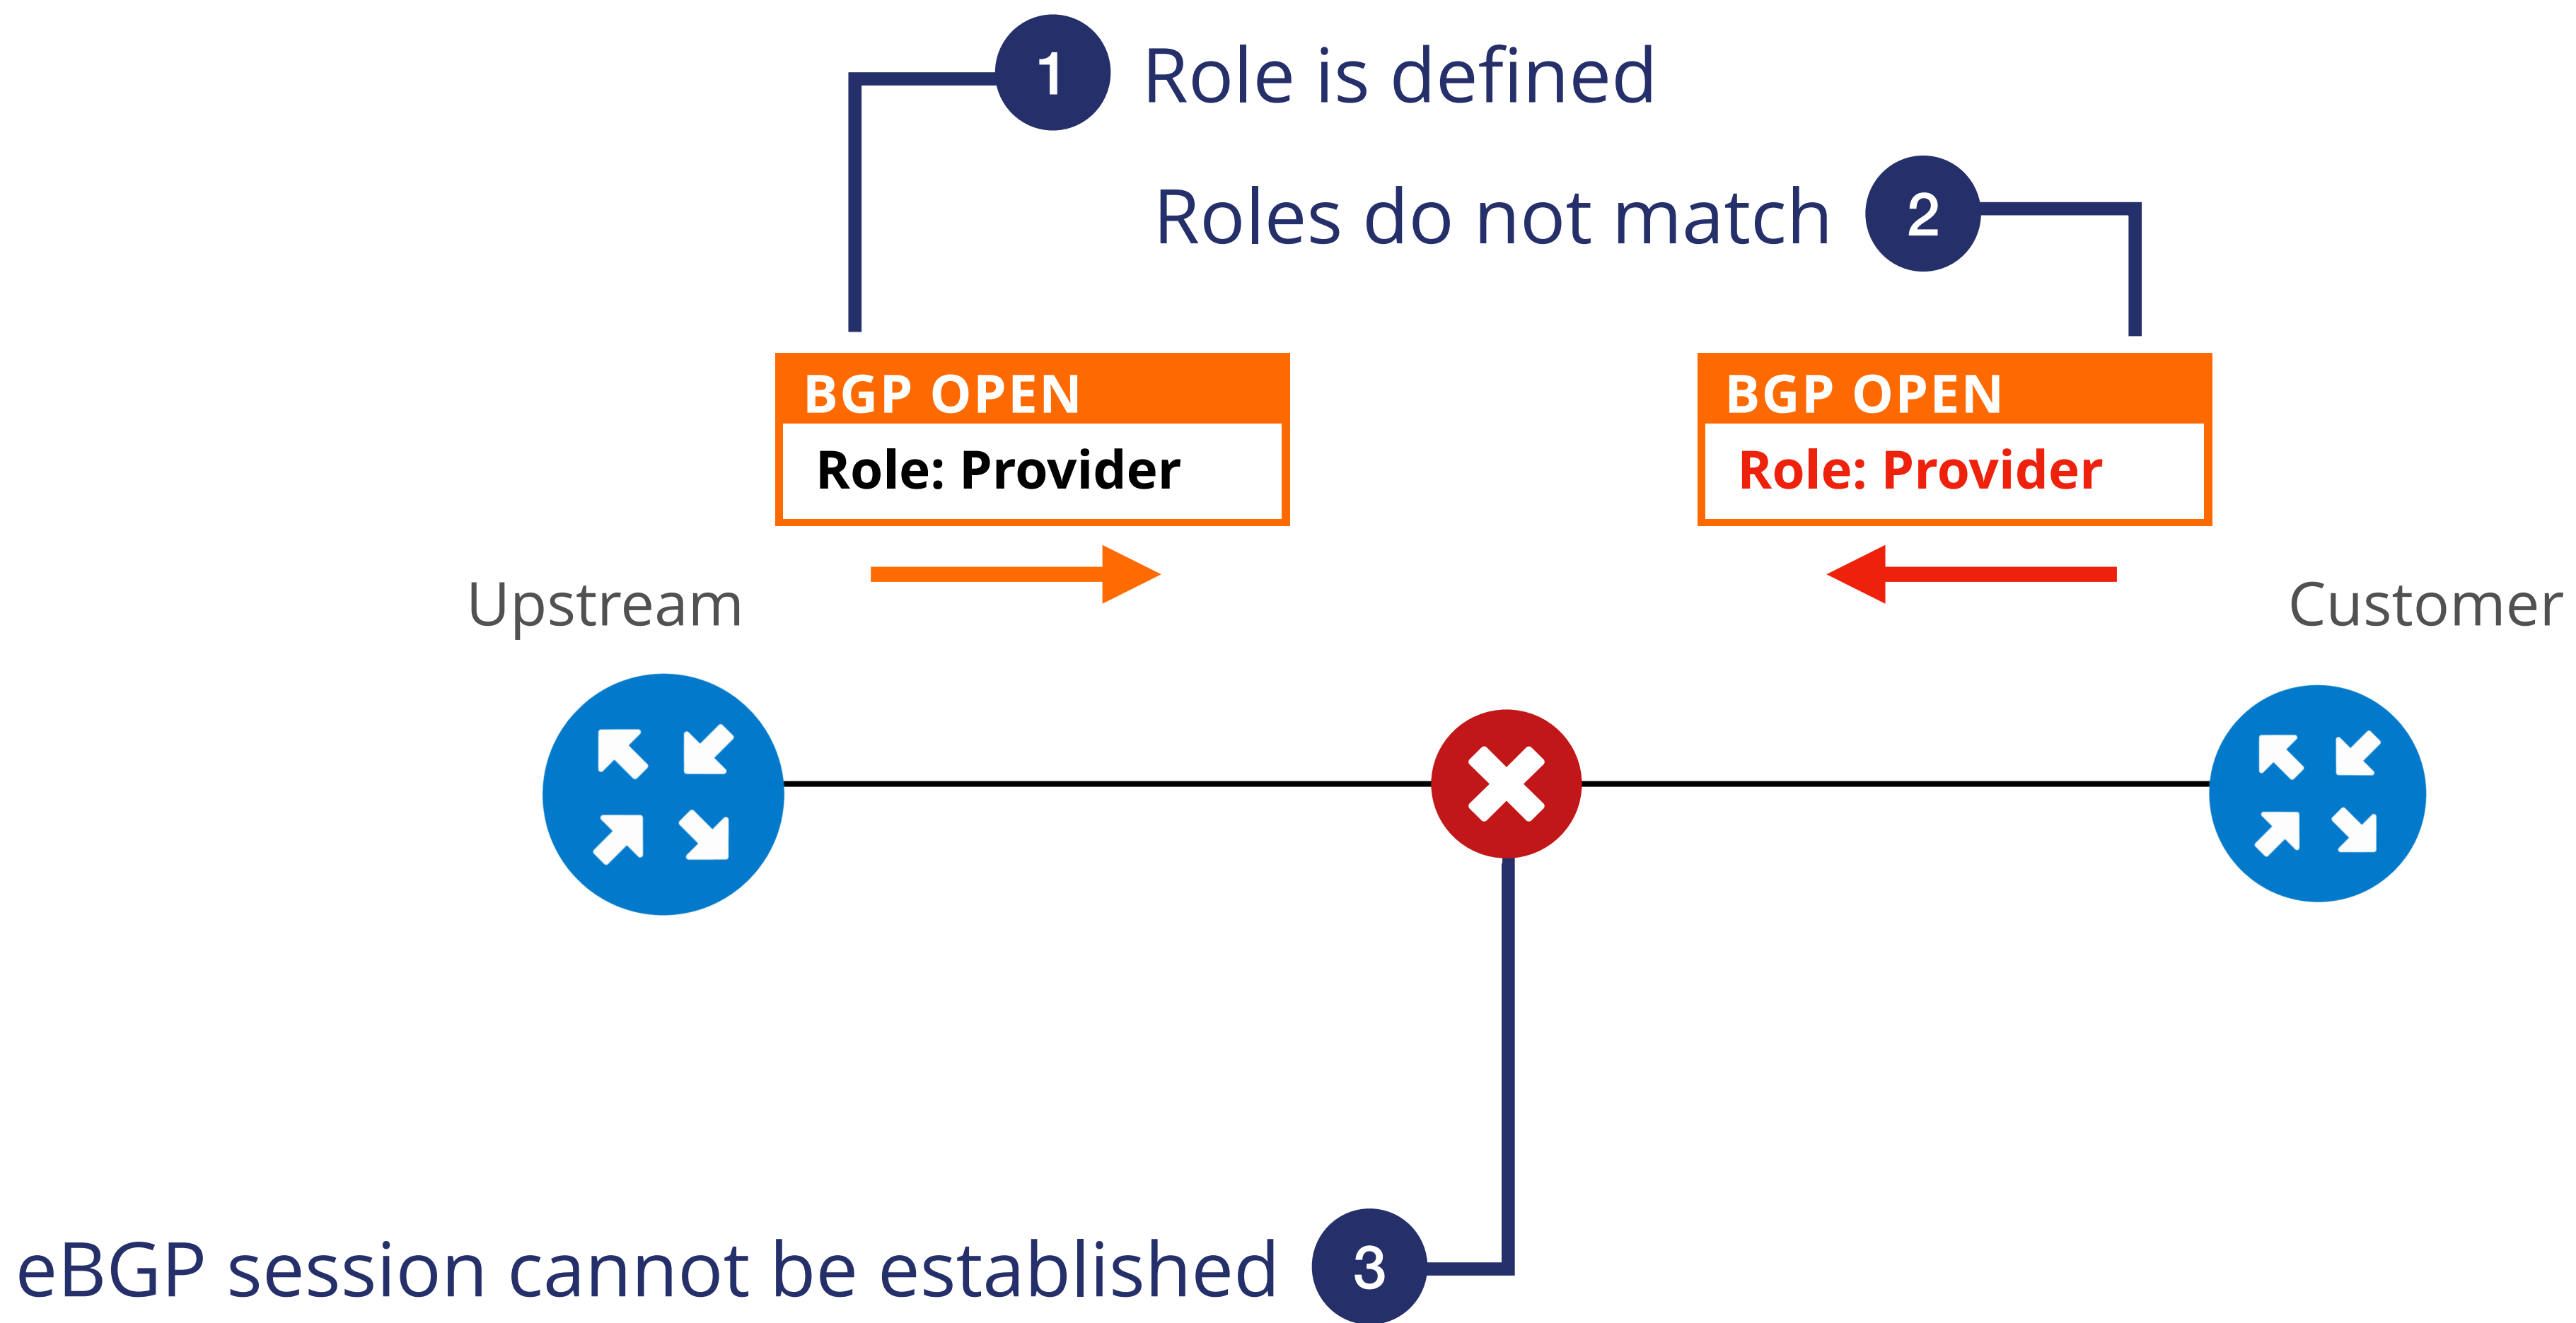 1 Role is defined
Roles do not match 2
BGP OPEN
Role: Provider
BGP OPEN
Role: Provider
Upstream
Customer
eBGP session cannot be established 3